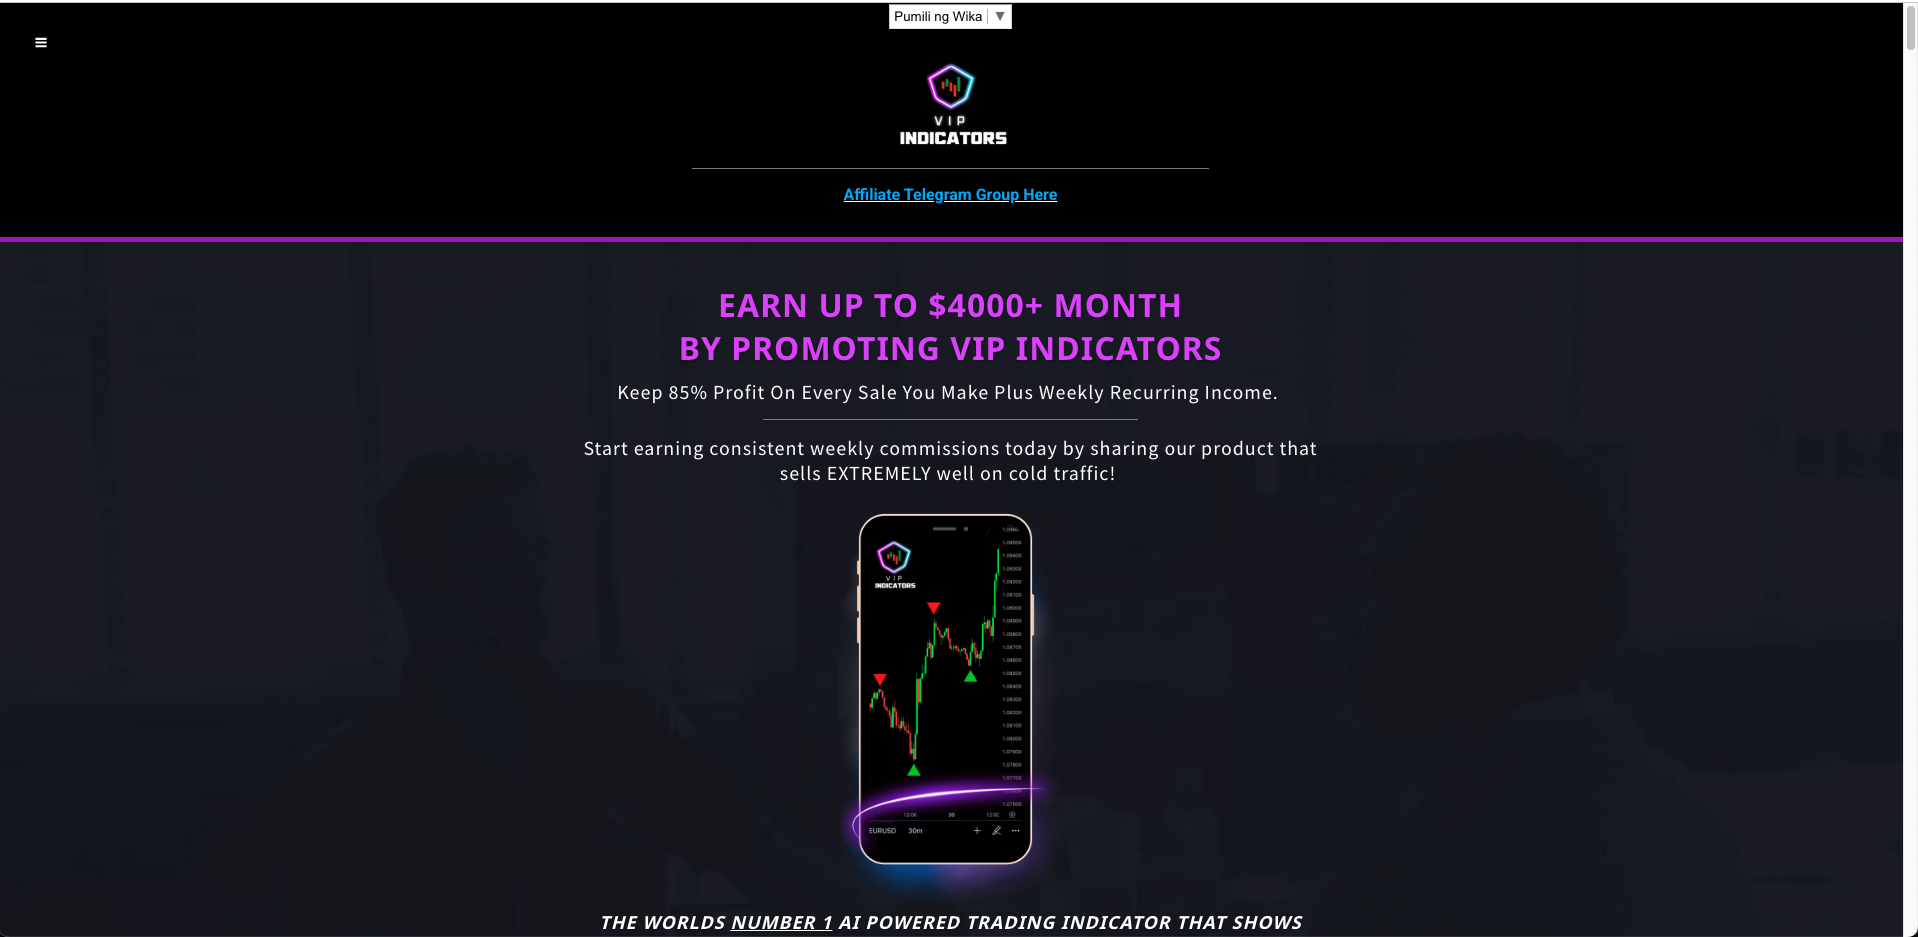 Pumili ng Wika ▼
VIP
INDICATORS
Affiliate Telegram Group Here
EARN UP TO $4000+ MONTH
BY PROMOTING VIP INDICATORS
Keep 85% Profit On Every Sale You Make Plus Weekly Recurring Income.
Start earning consistent weekly commissions today by sharing our product that
sells EXTREMELY well on cold traffic!
VIP
INDICATORS
EURUSD 30m
THE WORLDS NUMBER 1 AI POWERED TRADING INDICATOR THAT SHOWS